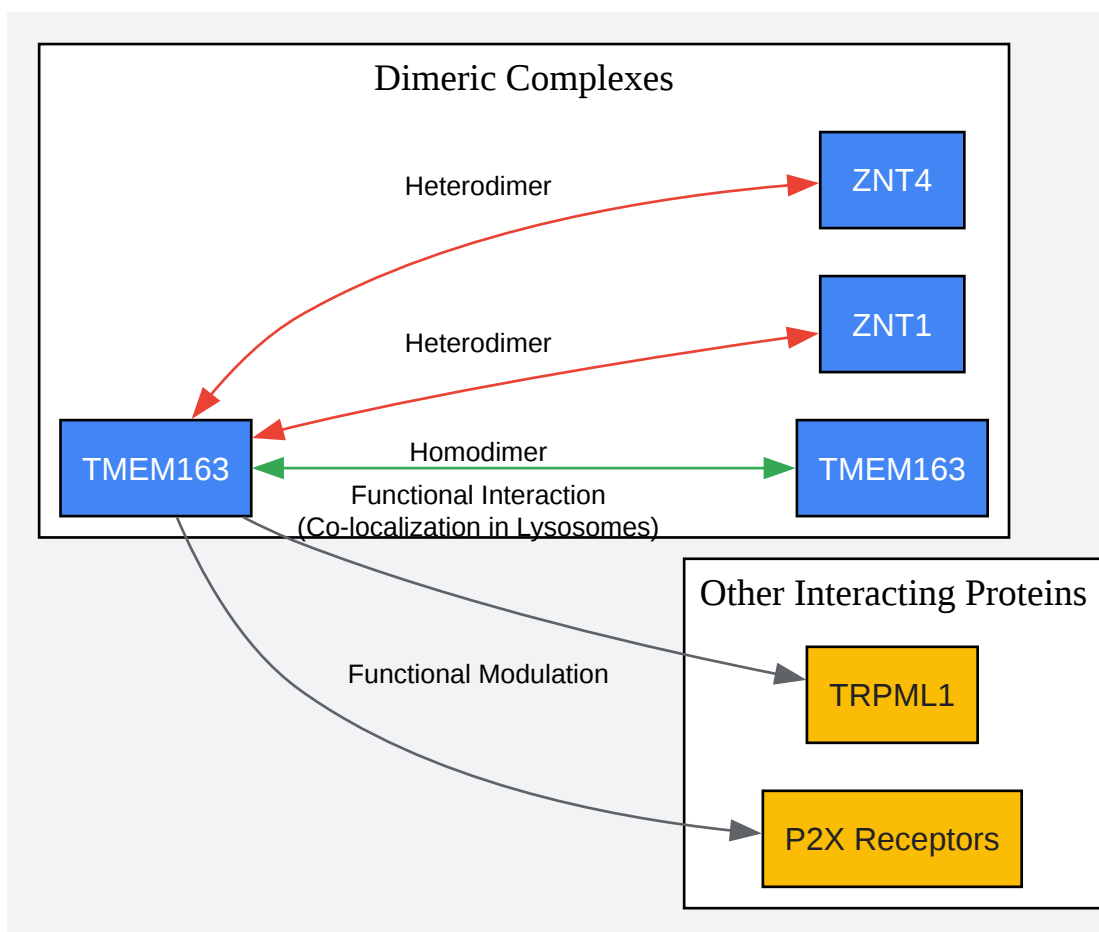 Dimeric Complexes
Heterodimer
ZNT4
Heterodimer
ZNT1
TMEM163
Homodimer
TMEM163
Functional Interaction
(Co-localization in Lysosomes)
Other Interacting Proteins
Functional Modulation
TRPML1
P2X Receptors